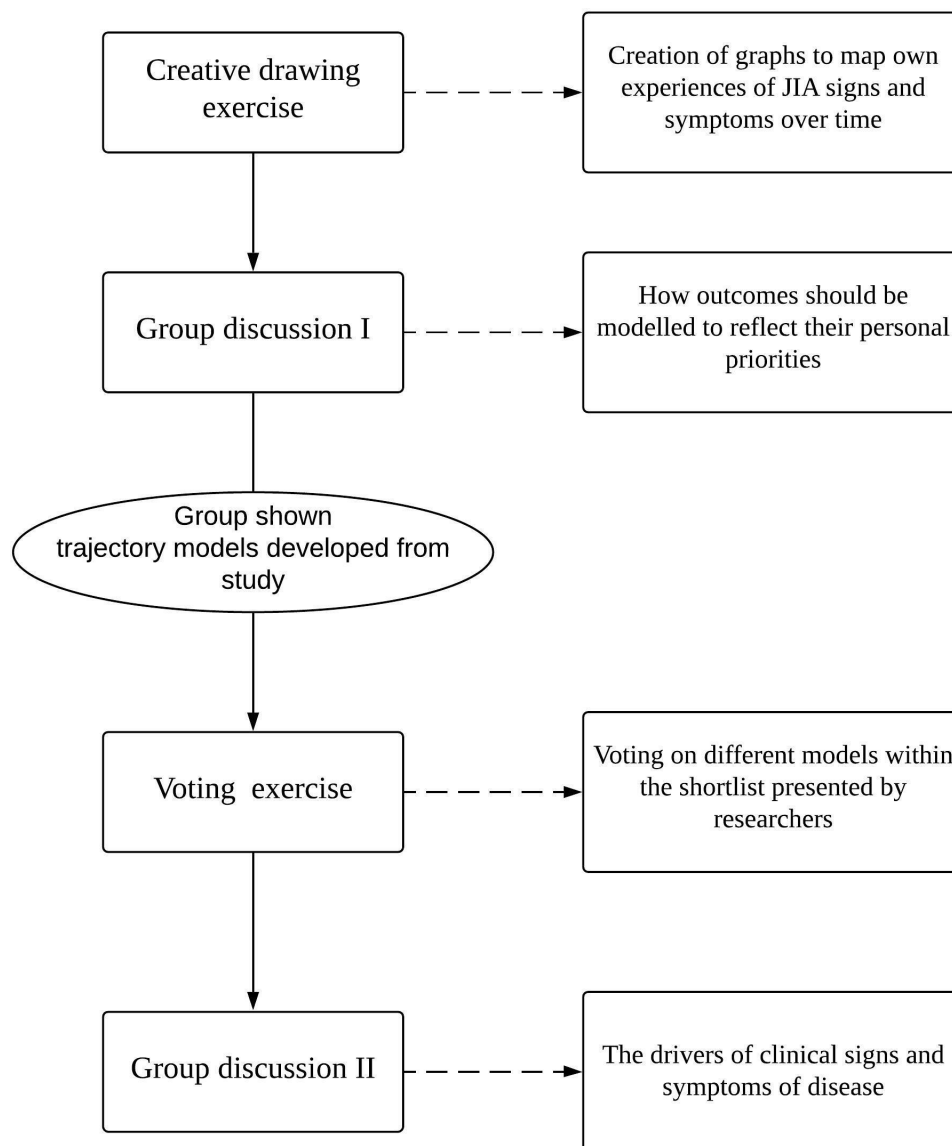 Creative drawing
exercise
Creation of graphs to map own
experiences of JIA signs and
symptoms over time
Group discussion I
How outcomes should be
modelled to reflect their personal
priorities
Group shown
trajectory models developed from
study
Voting exercise
Voting on different models within
the shortlist presented by
researchers
Group discussion II
The drivers of clinical signs and
symptoms of disease